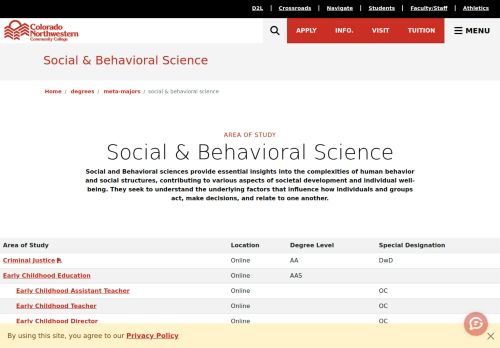 D2L | Crossroads | Navigate | Students | Faculty/Staff | Athletics
Colorado
Northwestern
Community College
APPLY INFO. VISIT TUITION MENU
Social & Behavioral Science
Home / degrees / meta-majors / social & behavioral science
AREA OF STUDY
Social & Behavioral Science
Social and Behavioral sciences provide essential insights into the complexities of human behavior
and social structures, contributing to various aspects of societal development and individual well-
being. They seek to understand the underlying factors that influence how individuals and groups
act, make decisions, and relate to one another.
Area of Study Location Degree Level Special Designation
Criminal Justice Online AA DwD
Early Childhood Education Online AAS
Early Childhood Assistant Teacher Online OC
Early Childhood Teacher Online OC
Early Childhood Director Online OC
By using this site, you agree to our Privacy Policy